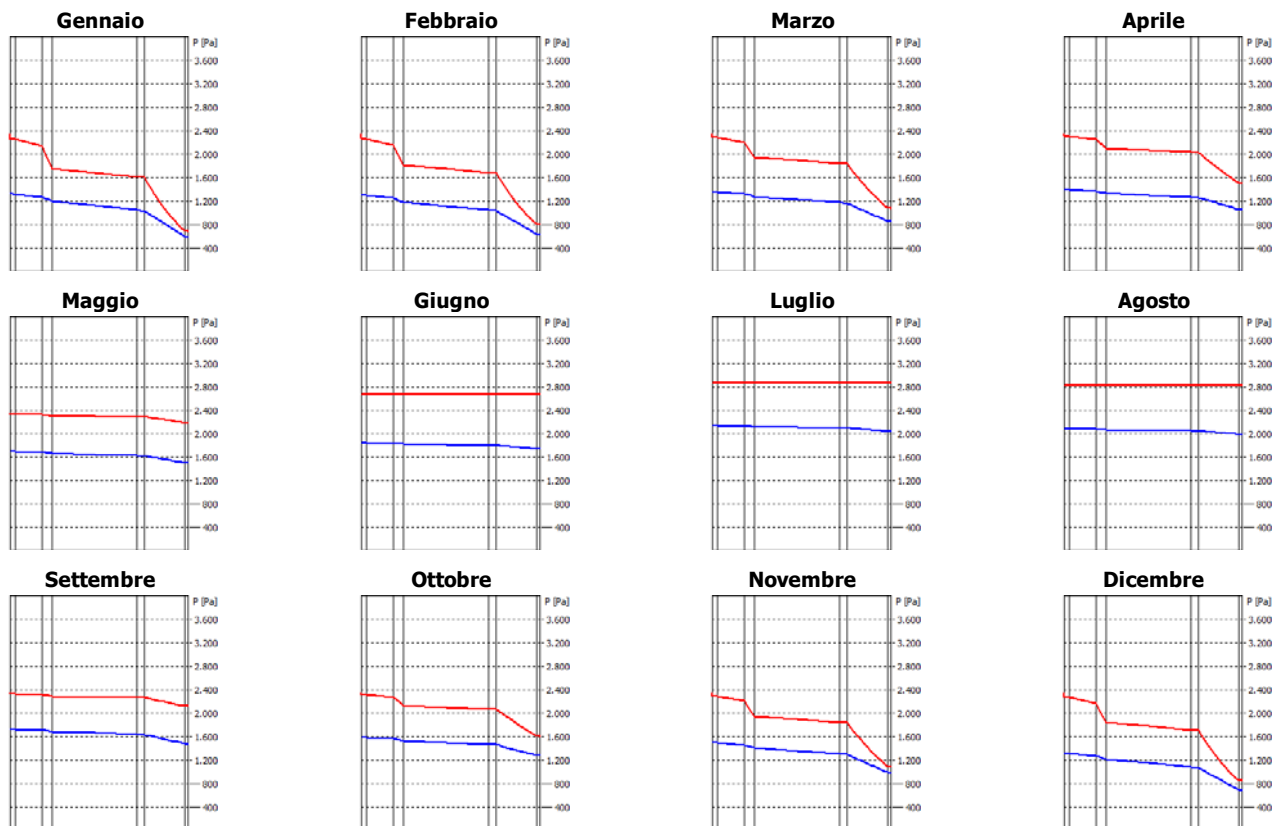 Gennaio Febbraio Marzo Aprile
P [Pa] P [Pa] P [Pa] P [Pa]
3.600 3.600 3.600 3.600
3.200 3.200 3.200 3.200
2.800 2.800 2.800 2.800
2.400 2.400 2.400 2.400
2.000 2.000 2.000 2.000
1.600 1.600 1.600 1.600
1.200 1.200 1.200 1.200
800 800 800 800
400 400 400 400
Maggio Giugno Luglio Agosto
P [Pa] P [Pa] P [Pa] P [Pa]
3.600 3.600 3.600 3.600
3.200 3.200 3.200 3.200
2.800 2.800 2.800 2.800
2.400 2.400 2.400 2.400
2.000 2.000 2.000 2.000
1.600 1.600 1.600 1.600
1.200 1.200 1.200 1.200
800 800 800 800
400 400 400 400
Settembre Ottobre Novembre Dicembre
P [Pa] P [Pa] P [Pa] P [Pa]
3.600 3.600 3.600 3.600
3.200 3.200 3.200 3.200
2.800 2.800 2.800 2.800
2.400 2.400 2.400 2.400
2.000 2.000 2.000 2.000
1.600 1.600 1.600 1.600
1.200 1.200 1.200 1.200
800 800 800 800
400 400 400 400